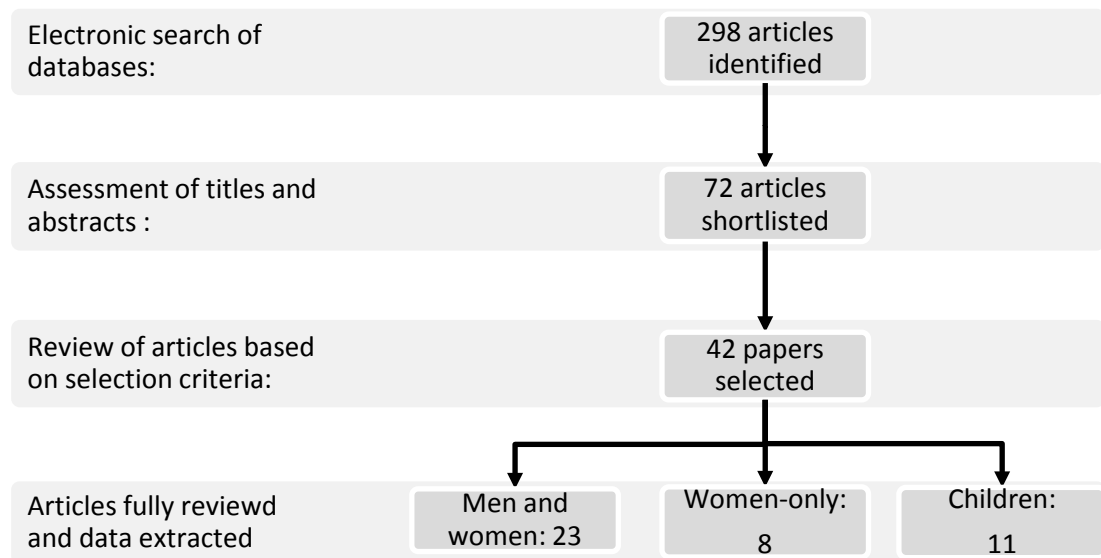 Electronic search of
databases:
298 articles
identified
Assessment of titles and
abstracts :
72 articles
shortlisted
Review of articles based
on selection criteria:
42 papers
selected
Articles fully reviewd
and data extracted
Men and
women: 23
Women-only:
8
Children:
11